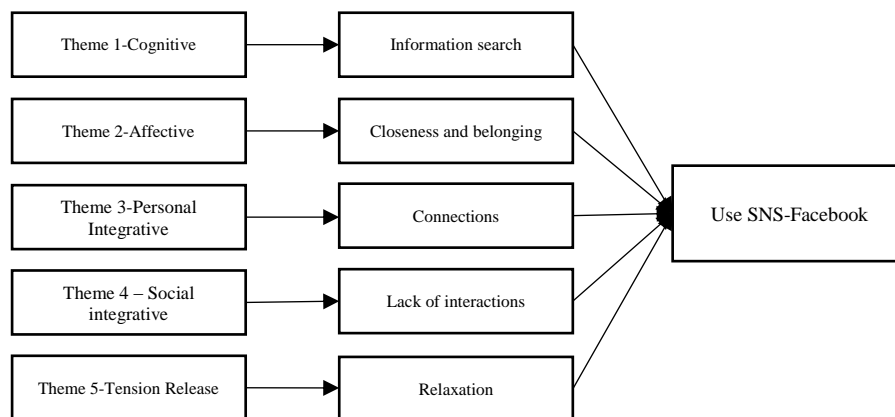 Theme 1-Cognitive
Information search
Theme 2-Affective
Closeness and belonging
Theme 3-Personal
Integrative
Connections
Use SNS-Facebook
Theme 4 – Social
integrative
Lack of interactions
Theme 5-Tension Release
Relaxation